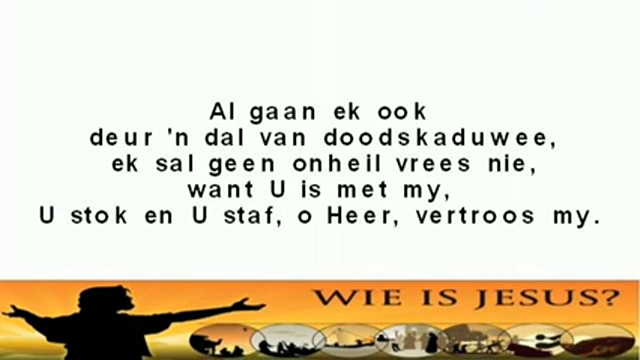 Al gaan ek ook
deur 'n dal van doodskaduwee,
ek sal geen onheil vrees nie,
want U is met my,
U stok en U staf, o Heer, vertroos my.
WIE IS JESUS?